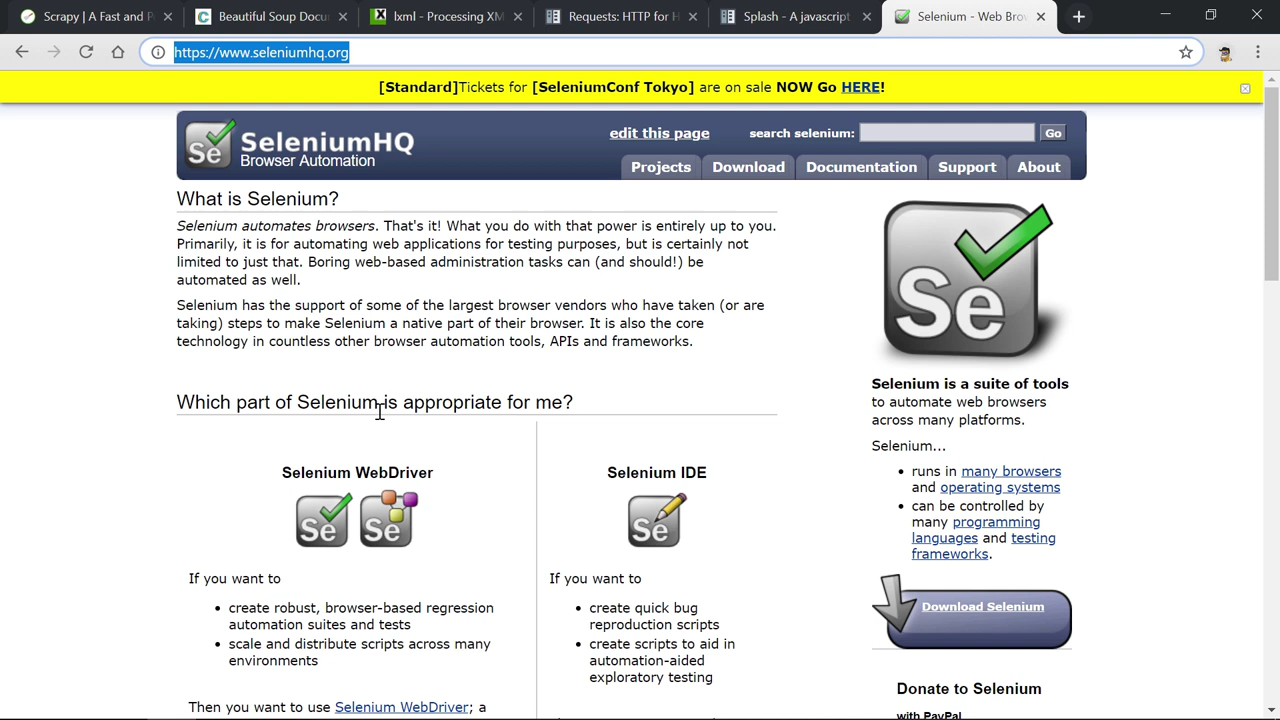 Scrapy | A Fast and P
Beautiful Soup Docu
lxml - Processing XM
Requests: HTTP for H
Splash - A javascript
Selenium - Web Brow
https://www.seleniumhq.org
[Standard]Tickets for [SeleniumConf Tokyo] are on sale NOW Go HERE!
SeleniumHQ
Browser Automation
edit this page
search selenium:
Go
Projects
Download
Documentation
Support
About
What is Selenium?
Selenium automates browsers. That's it! What you do with that power is entirely up to you.
Primarily, it is for automating web applications for testing purposes, but is certainly not
limited to just that. Boring web-based administration tasks can (and should!) be
automated as well.
Selenium has the support of some of the largest browser vendors who have taken (or are
taking) steps to make Selenium a native part of their browser. It is also the core
technology in countless other browser automation tools, APIs and frameworks.
Which part of Selenium is appropriate for me?
Selenium WebDriver
Se
Se
If you want to
create robust, browser-based regression
automation suites and tests
scale and distribute scripts across many
environments
Then you want to use Selenium WebDriver; a
Selenium IDE
Se
If you want to
create quick bug
reproduction scripts
create scripts to aid in
automation-aided
exploratory testing
Se
Selenium is a suite of tools
to automate web browsers
across many platforms.
Selenium...
runs in many browsers
and operating systems
can be controlled by
many programming
languages and testing
frameworks.
Download Selenium
Donate to Selenium
with PayPal